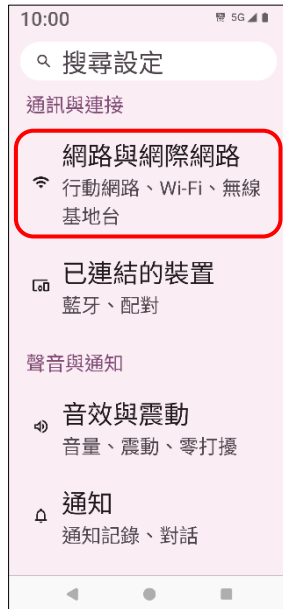 10:00 5G
搜尋設定
通訊與連接
網路與網際網路
行動網路、Wi-Fi、無線
基地台
已連結的裝置
藍牙、配對
聲音與通知
音效與震動
音量、震動、零打擾
通知
通知記錄、對話